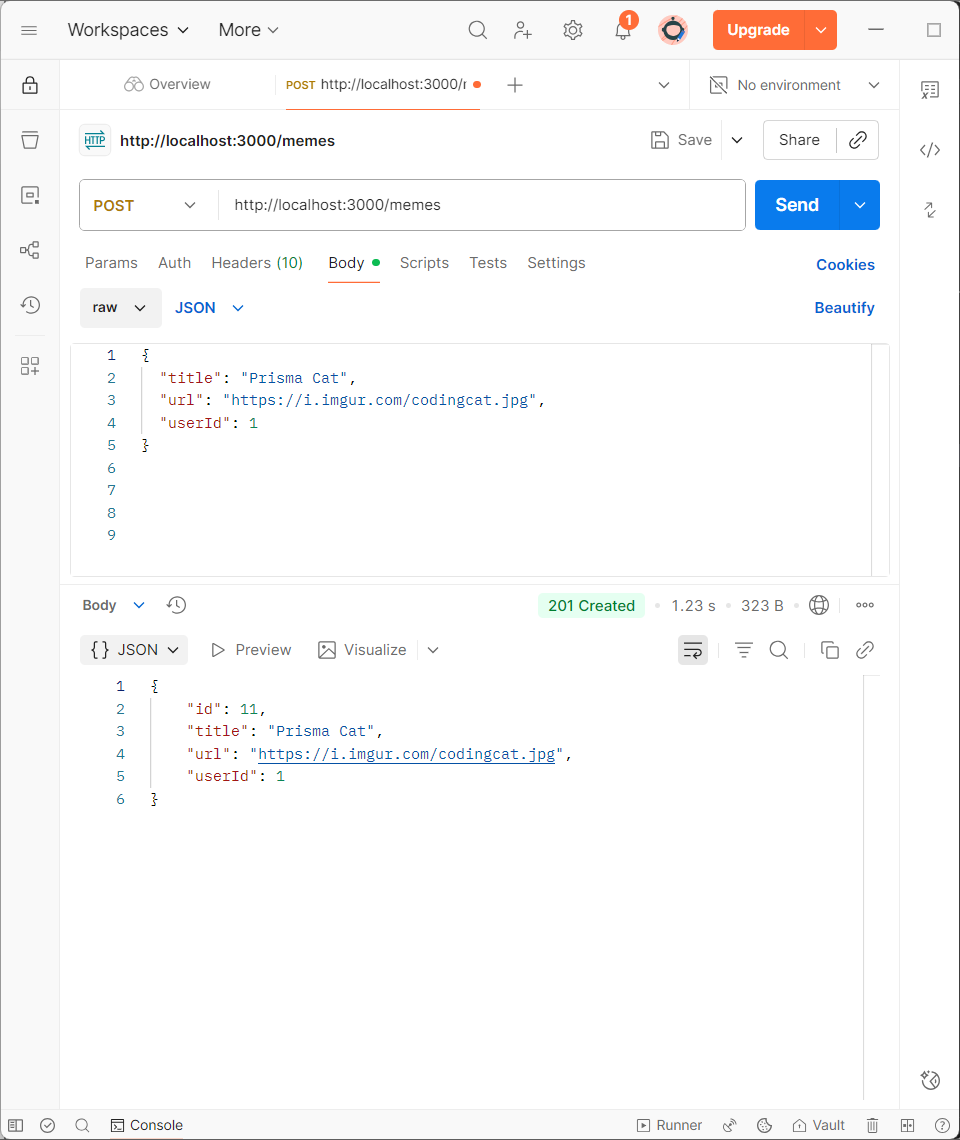 Workspaces More 1 Upgrade
Overview POST http://localhost:3000/ No environment
HTTP http://localhost:3000/memes Save Share
POST http://localhost:3000/memes Send
Params Auth Headers (10) Body Scripts Tests Settings Cookies
raw JSON Beautify
1 {
2 "title": "Prisma Cat",
3 "url": "https://i.imgur.com/codingcat.jpg",
4 "userId": 1
5 }
6
7
8
9
Body 201 Created 1.23 s 323 B
{} JSON Preview Visualize
1 {
2 "id": 11,
3 "title": "Prisma Cat",
4 "url": "https://i.imgur.com/codingcat.jpg",
5 "userId": 1
6 }
Console Runner Vault